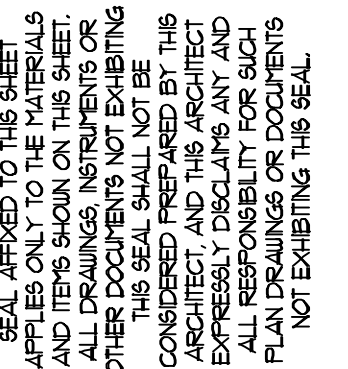 SEAL AFFIXED TO THIS SHEET
APPLIES ONLY TO THE MATERIALS
AND ITEMS SHOWN ON THIS SHEET.
ALL DRAWINGS, INSTRUMENTS OR
OTHER DOCUMENTS NOT EXHIBITING
THIS SEAL SHALL NOT BE
CONSIDERED PREPARED BY THIS
ARCHITECT, AND THIS ARCHITECT
EXPRESSLY DISCLAIMS ANY AND
ALL RESPONSIBILITY FOR SUCH
PLAN DRAWINGS OR DOCUMENTS
NOT EXHIBITING THIS SEAL.